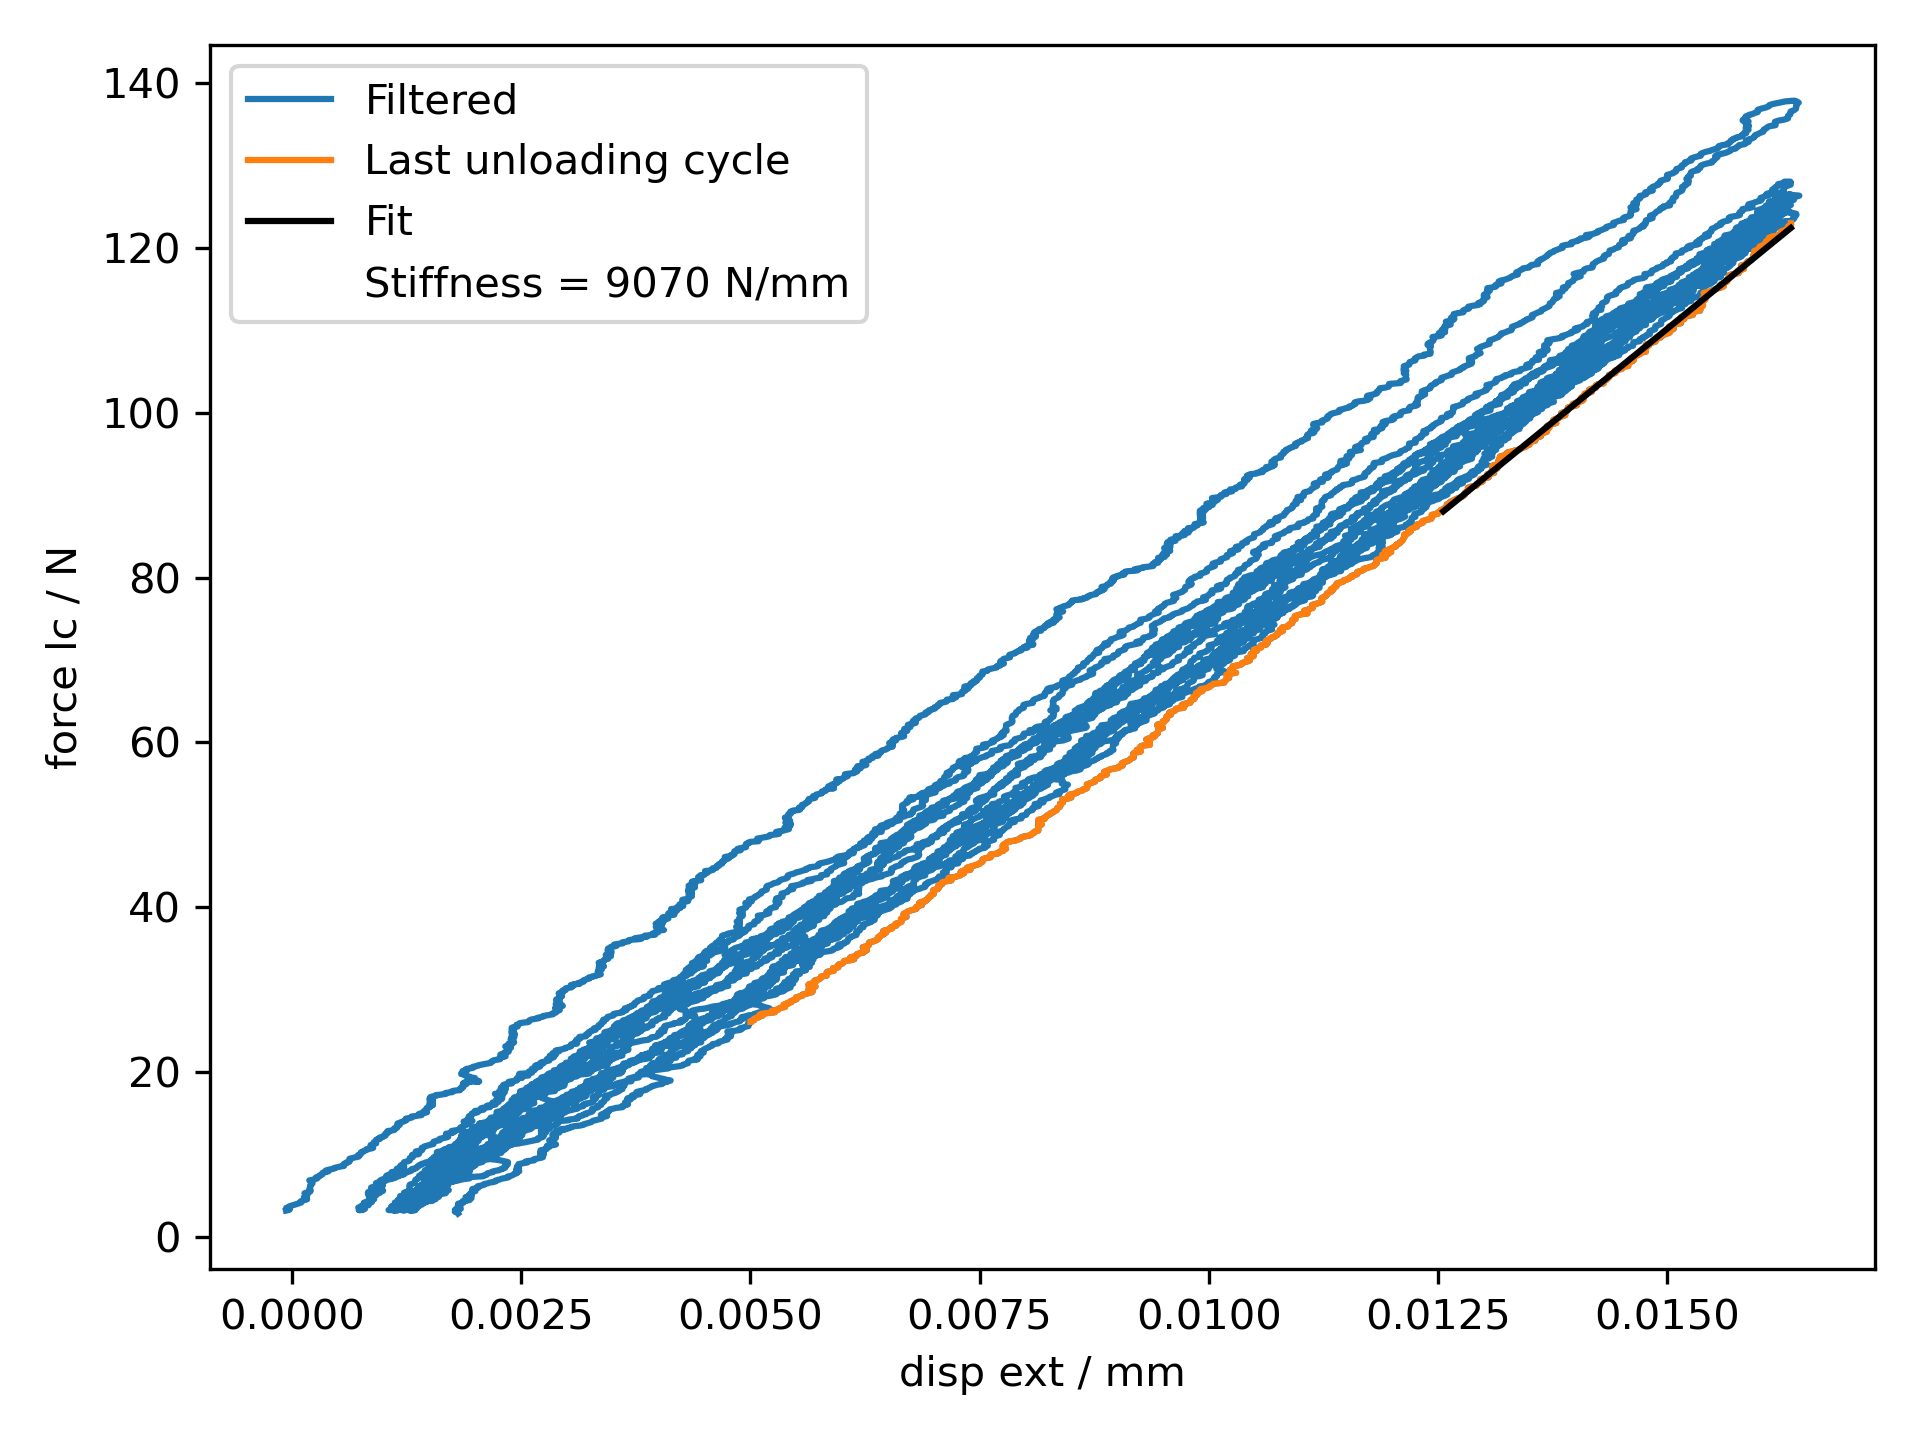 140
120
100
80
60
40
20
0
force lc / N
Filtered
Last unloading cycle
Fit
Stiffness = 9070 N/mm
0.0000 0.0025 0.0050 0.0075 0.0100 0.0125 0.0150
disp ext / mm